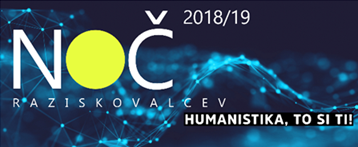 2018/19
NOČ
RAZISKOVALCEV
HUMANISTIKA, TO SI TI!